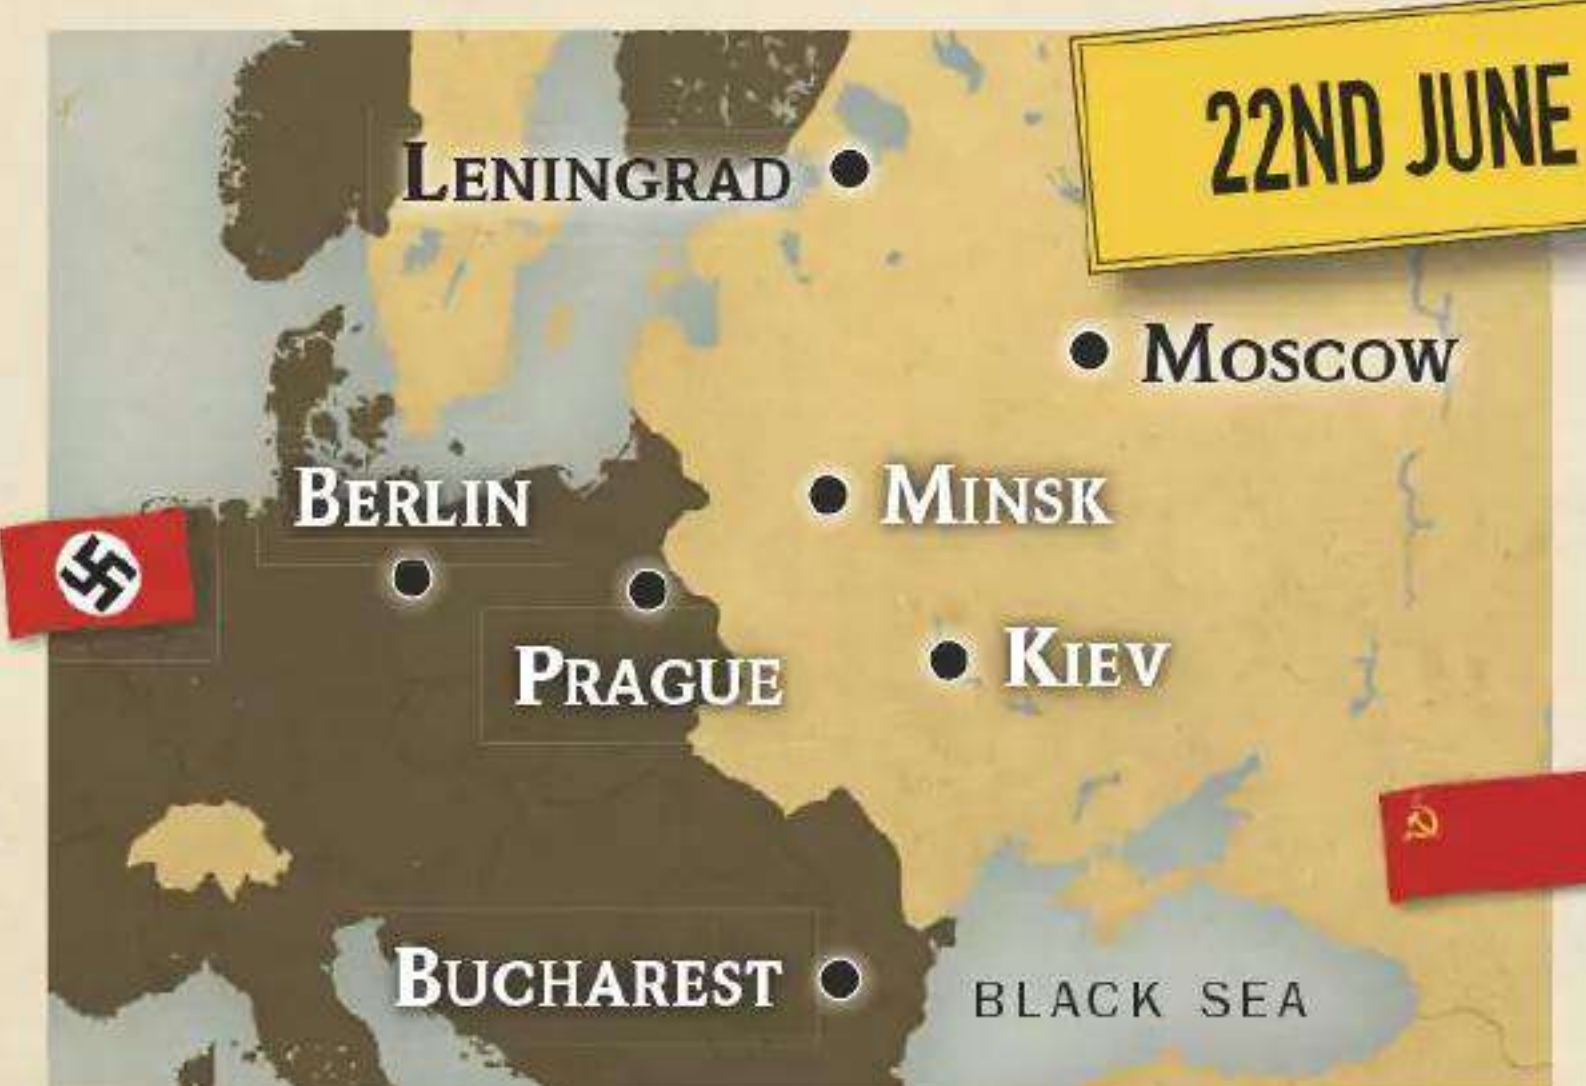 22ND JUNE
LENINGRAD
MOSCOW
BERLIN
MINSK
PRAGUE
KIEV
BUCHAREST
BLACK SEA